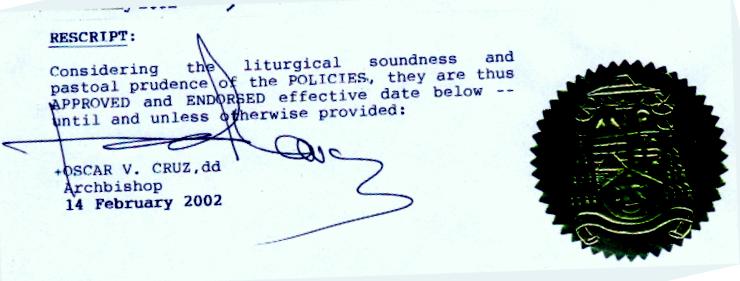 RESCRIPT:
Considering the liturgical soundness and
pastoal prudence of the POLICIES, they are thus
APPROVED and ENDORSED effective date below --
until and unless otherwise provided:
+OSCAR V. CRUZ,dd
Archbishop
14 February 2002